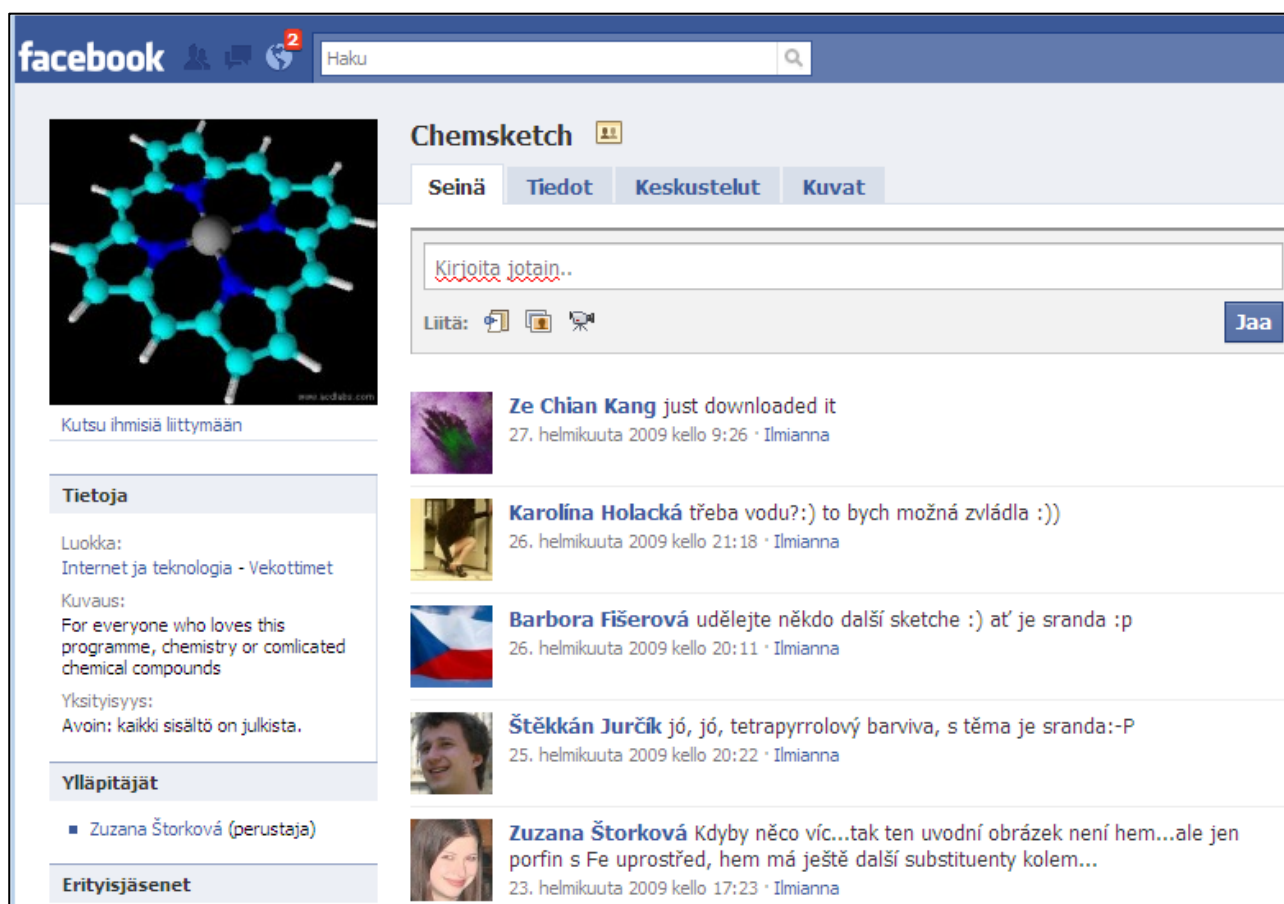 facebook
2
Haku
Chemsketch
Seinä Tiedot Keskustelut Kuvat
Kirjoita jotain..
Liitä:
Jaa
www.acdlabs.com
Kutsu ihmisiä liittymään
Tietoja
Luokka:
Internet ja teknologia - Vekottimet
Kuvaus:
For everyone who loves this
programme, chemistry or comlicated
chemical compounds
Yksityisyys:
Avoin: kaikki sisältö on julkista.
Ylläpitäjät
Zuzana Štorková (perustaja)
Erityisjäsenet
Ze Chian Kang just downloaded it
27. helmikuuta 2009 kello 9:26 · Ilmianna
Karolína Holacká třeba vodu?:) to bych možná zvládla :))
26. helmikuuta 2009 kello 21:18 · Ilmianna
Barbora Fišerová udělejte někdo další sketche :) ať je sranda :p
26. helmikuuta 2009 kello 20:11 · Ilmianna
Štěkkán Jurčík jó, jó, tetrapyrrolový barviva, s těma je sranda:-P
25. helmikuuta 2009 kello 20:22 · Ilmianna
Zuzana Štorková Kdyby něco víc...tak ten uvodní obrázek není hem...ale jen
porfin s Fe uprostřed, hem má ještě další substituenty kolem...
23. helmikuuta 2009 kello 17:23 · Ilmianna